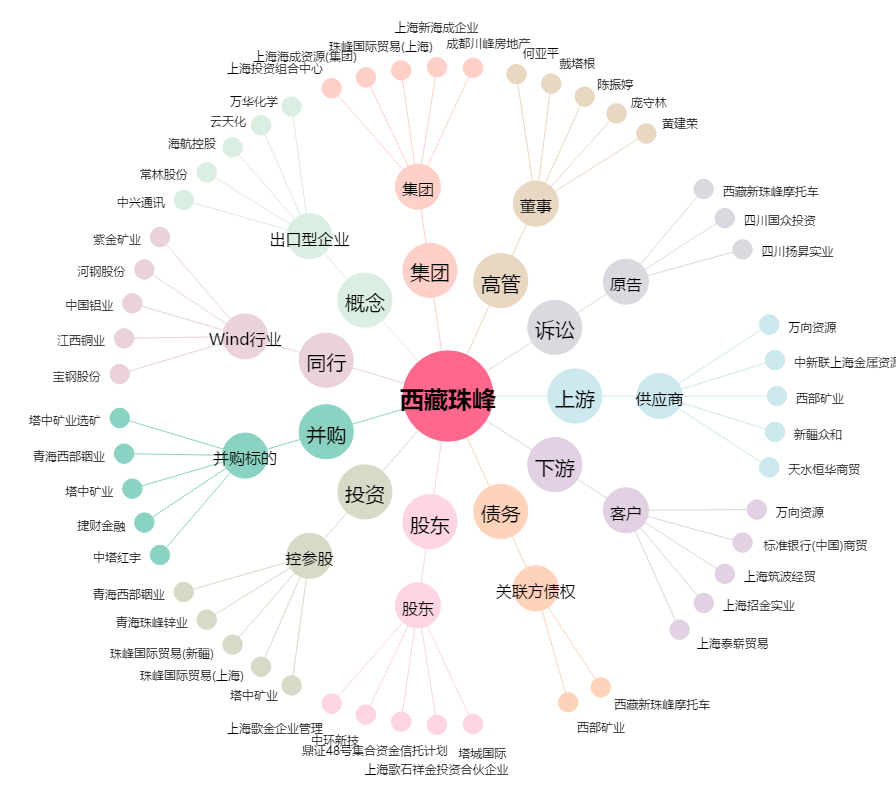 西藏珠峰
集团
集团
上海投资组合中心
上海海成资源(集团)
珠峰国际贸易(上海)
上海新海成企业
成都川峰房地产
高管
董事
何亚平
戴塔根
陈振婷
庞守林
黄建荣
诉讼
原告
西藏新珠峰摩托车
四川国众投资
四川扬昇实业
上游
供应商
万向资源
中新联上海金属资源
西部矿业
新疆众和
天水恒华商贸
下游
客户
万向资源
标准银行(中国)商贸
上海筑波经贸
上海招金实业
上海泰崭贸易
债务
关联方债权
西藏新珠峰摩托车
西部矿业
股东
股东
塔城国际
上海歌石祥金投资合伙企业
鼎证48号集合资金信托计划
中环新技
上海歌金企业管理
投资
控参股
塔中矿业
珠峰国际贸易(上海)
珠峰国际贸易(新疆)
青海珠峰锌业
青海西部铟业
并购
并购标的
中塔红宇
捷财金融
塔中矿业
青海西部铟业
塔中矿业选矿
同行
Wind行业
宝钢股份
江西铜业
中国铝业
河钢股份
紫金矿业
概念
出口型企业
中兴通讯
常林股份
海航控股
云天化
万华化学